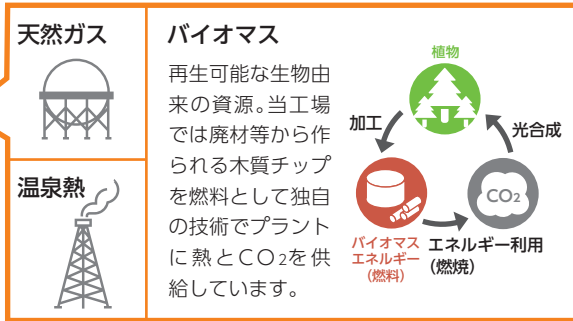 天然ガス
温泉熱
バイオマス
再生可能な生物由
来の資源。当工場
では廃材等から作
られる木質チップ
を燃料として独自
の技術でプラント
に熱とCO2を供
給しています。
植物
加工
光合成
CO2
バイオマス
エネルギー
(燃料)
エネルギー利用
(燃焼)